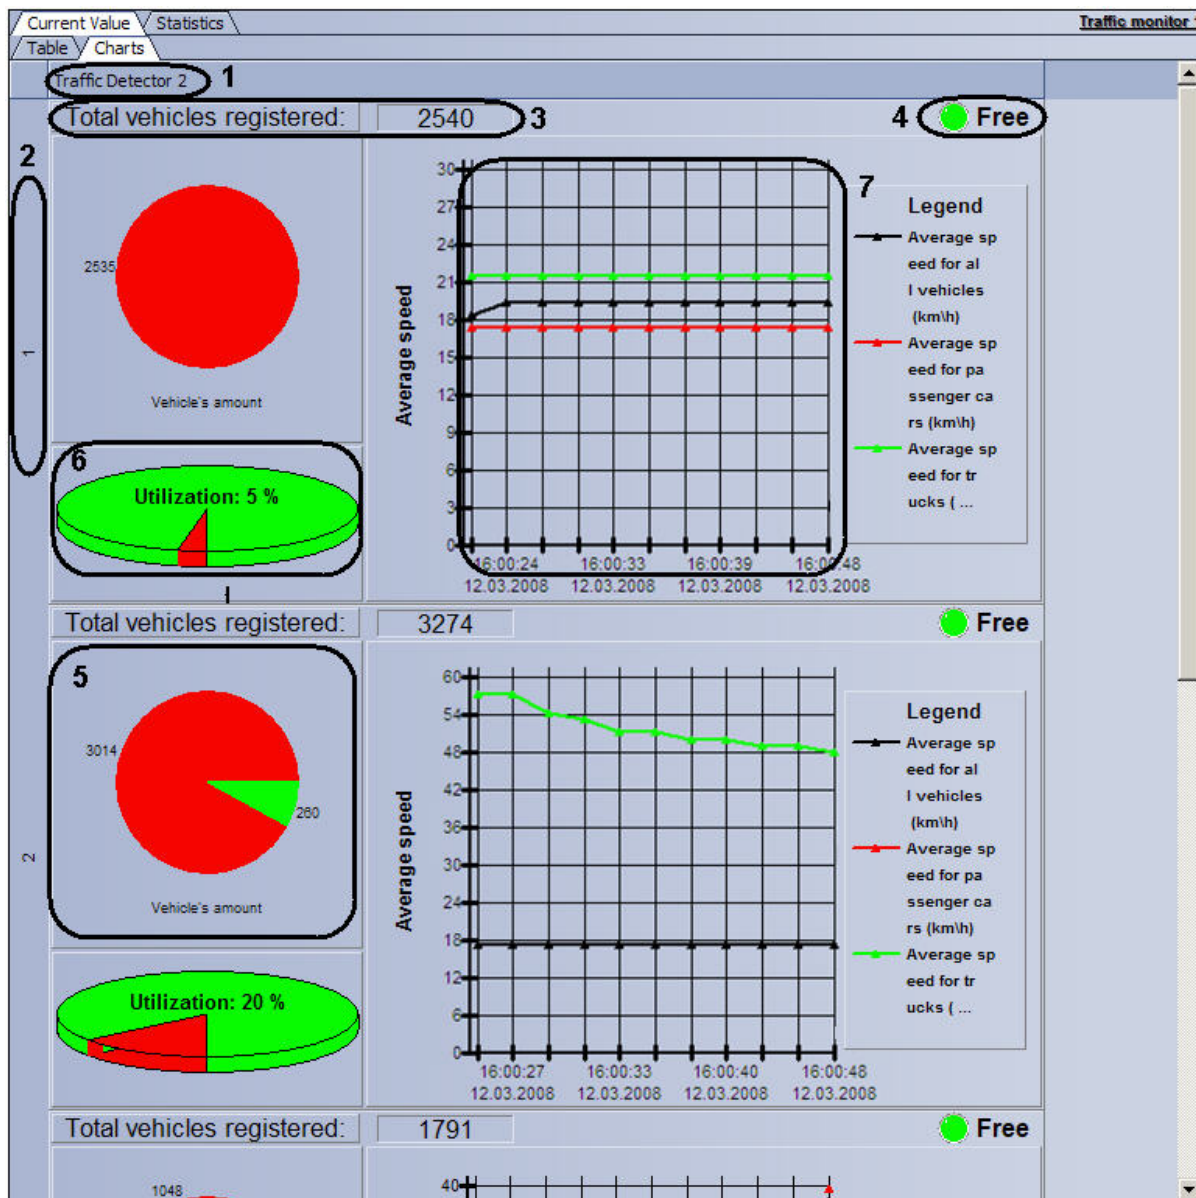 Current Value Statistics Traffic monitor
Table Charts
Traffic Detector 2 1
Total vehicles registered: 2540 3 4 Free
2
1
2535
Vehicle's amount
6
Utilization: 5 %
7
Average speed
30
27
24
21
18
15
12
9
6
3
0
16:00:24 16:00:33 16:00:39 16:00:48
12.03.2008 12.03.2008 12.03.2008 12.03.2008
Legend
Average sp
eed for al
l vehicles
(km\h)
Average sp
eed for pa
ssenger ca
rs (km\h)
Average sp
eed for tr
ucks ( ...
Total vehicles registered: 3274 Free
2
5
3014
260
Vehicle's amount
Utilization: 20 %
Average speed
60
54
48
42
36
30
24
18
12
6
0
16:00:27 16:00:33 16:00:40 16:00:48
12.03.2008 12.03.2008 12.03.2008 12.03.2008
Legend
Average sp
eed for al
l vehicles
(km\h)
Average sp
eed for pa
ssenger ca
rs (km\h)
Average sp
eed for tr
ucks ( ...
Total vehicles registered: 1791 Free
1048
40